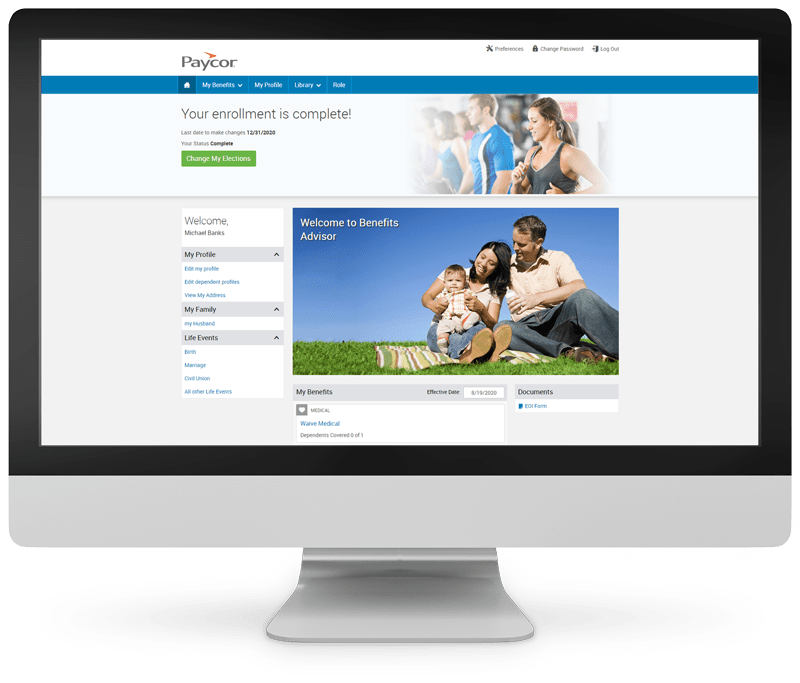 Preferences
Change Password
Log Out
Paycor
My Benefits
My Profile
Library
Role
Your enrollment is complete!
Last date to make changes 12/31/2020
Your Status Complete
Change My Elections
Welcome,
Michael Banks
My Profile
Edit my profile
Edit dependent profiles
View My Address
My Family
my Husband
Life Events
Birth
Marriage
Civil Union
All other Life Events
Welcome to Benefits
Advisor
My Benefits
Effective Date
8/19/2020
MEDICAL
Waive Medical
Dependents Covered 0 of 1
Documents
EOI Form